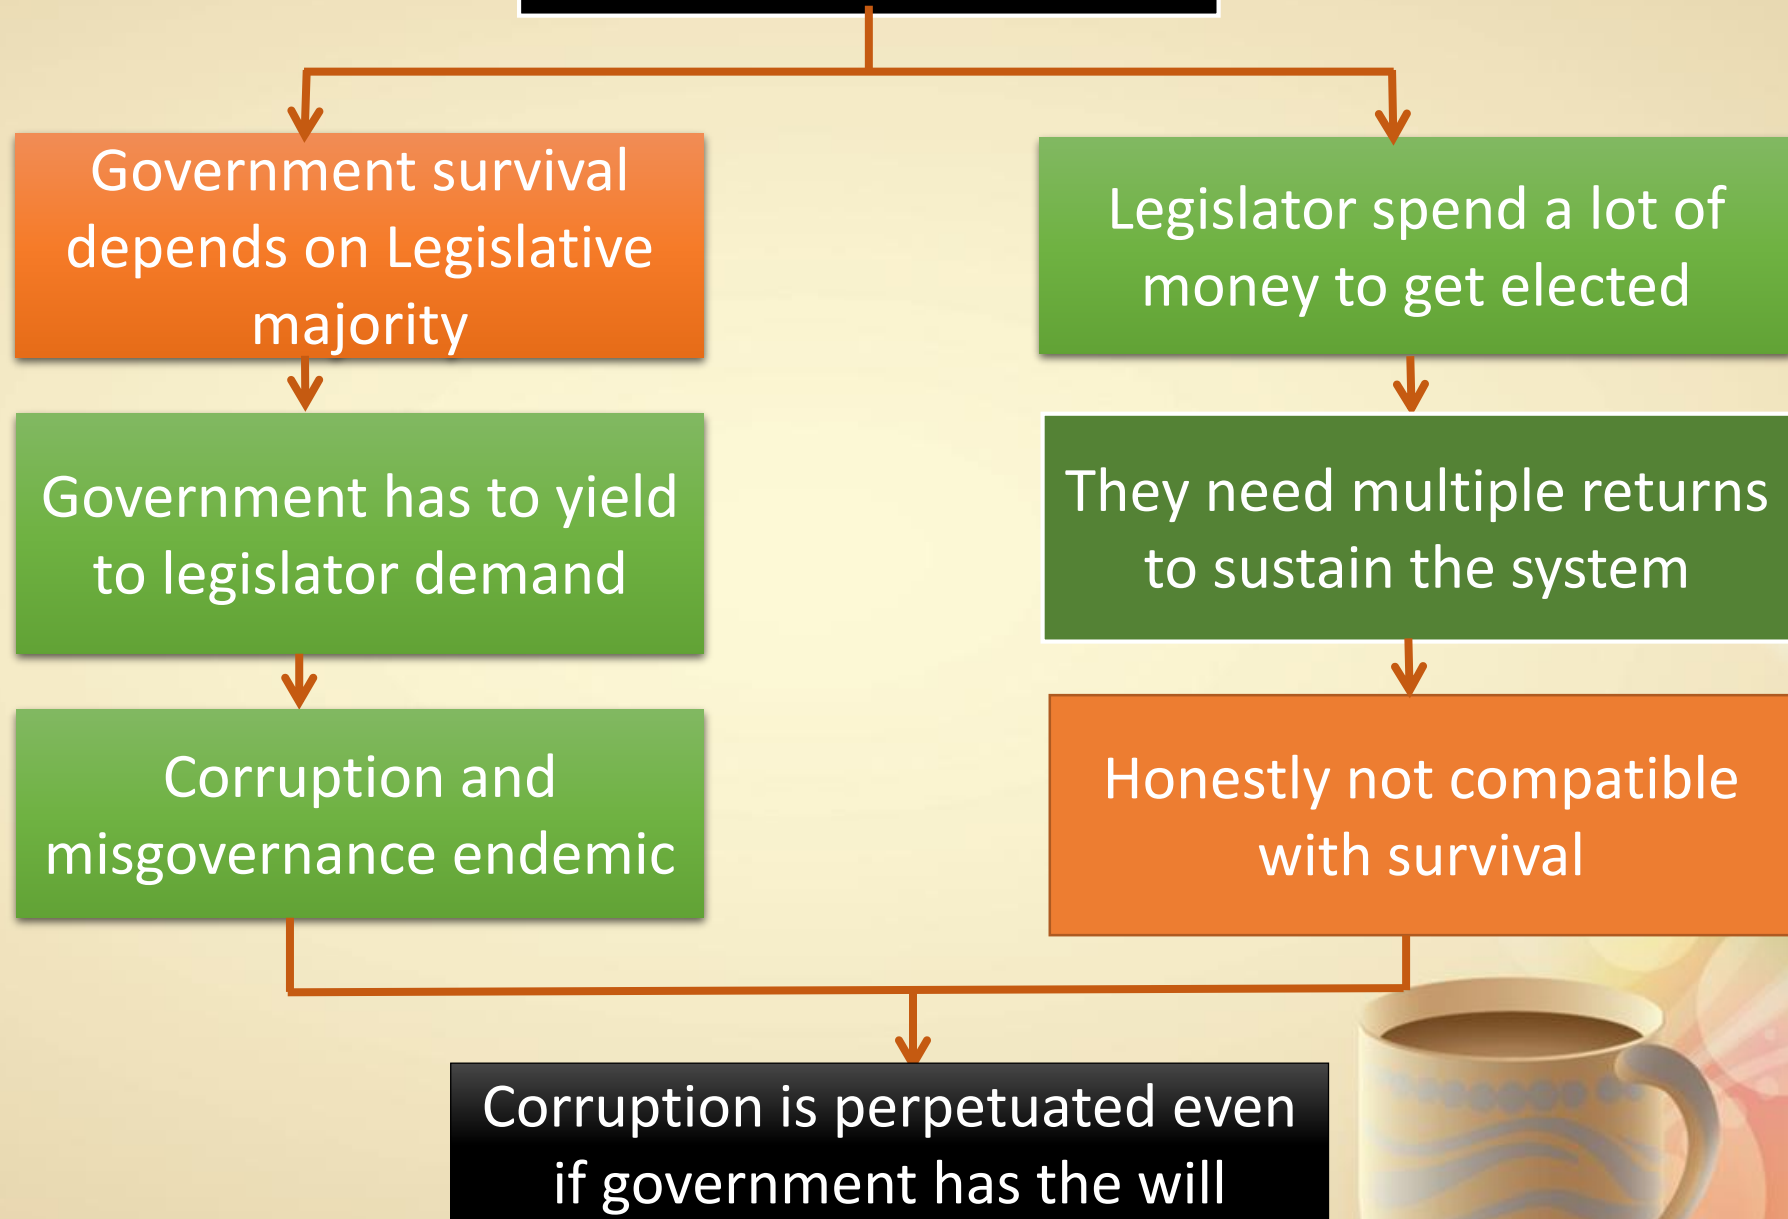 Government survival
depends on Legislative
majority
Government has to yield
to legislator demand
Corruption and
misgovernance endemic
Legislator spend a lot of
money to get elected
They need multiple returns
to sustain the system
Honestly not compatible
with survival
Corruption is perpetuated even
if government has the will